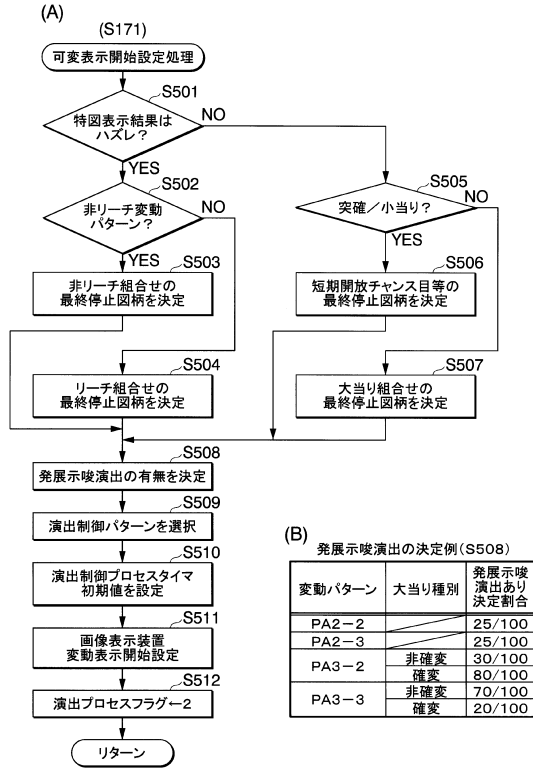 (A)
(S171)
可変表示開始設定処理
S501
特図表示結果は
ハズレ？
NO
YES
S502
非リーチ変動
パターン？
NO
YES
S503
非リーチ組合せの
最終停止図柄を決定
S504
リーチ組合せの
最終停止図柄を決定
S505
突確／小当り？
NO
YES
S506
短期開放チャンス目等の
最終停止図柄を決定
S507
大当り組合せの
最終停止図柄を決定
S508
発展示唆演出の有無を決定
S509
演出制御パターンを選択
S510
演出制御プロセスタイマ
初期値を設定
S511
画像表示装置
変動表示開始設定
S512
演出プロセスフラグ←2
リターン
(B)
発展示唆演出の決定例(S508)
変動パターン 大当り種別 発展示唆
演出あり
決定割合
PA2-2 25/100
PA2-3 25/100
PA3-2 非確変 30/100
確変 80/100
PA3-3 非確変 70/100
確変 20/100